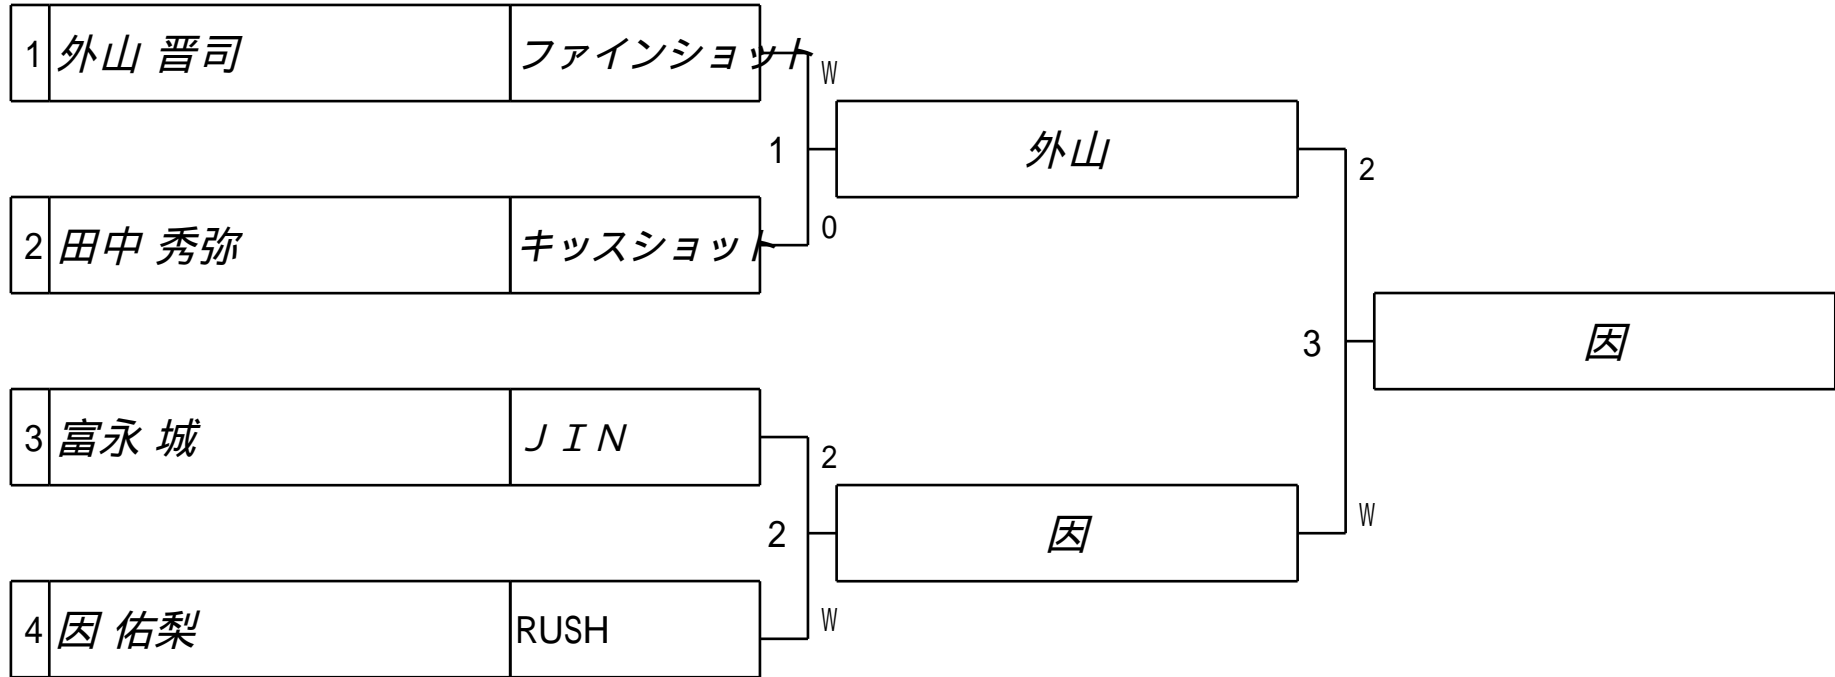 1 外山 晋司 ファインショット
W
1 外山
2
0
2 田中 秀弥 キッスショット
3 因
3 富永 城 ＪＩＮ
2
2 因
W
W
4 因 佑梨 RUSH